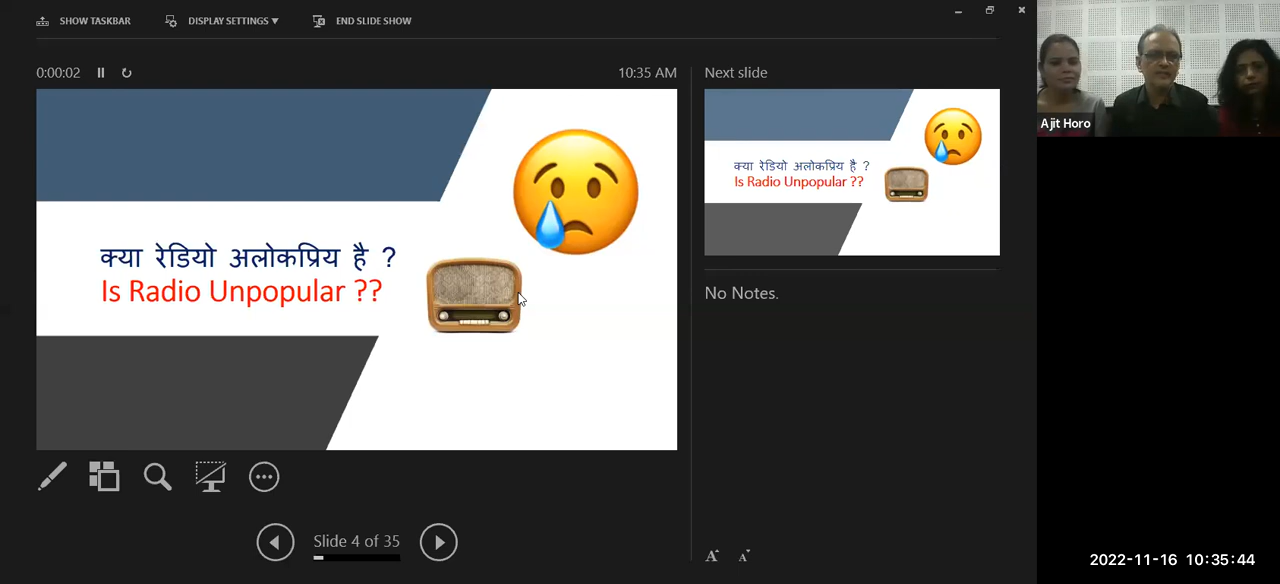 SHOW TASKBAR
DISPLAY SETTINGS ▼
END SLIDE SHOW
0:00:02
10:35 AM
Next slide
क्या रेडियो अलोकप्रिय है ?
Is Radio Unpopular ??
क्या रेडियो अलोकप्रिय है ?
Is Radio Unpopular ??
No Notes.
Slide 4 of 35
A A
Ajit Horo
2022-11-16 10:35:44